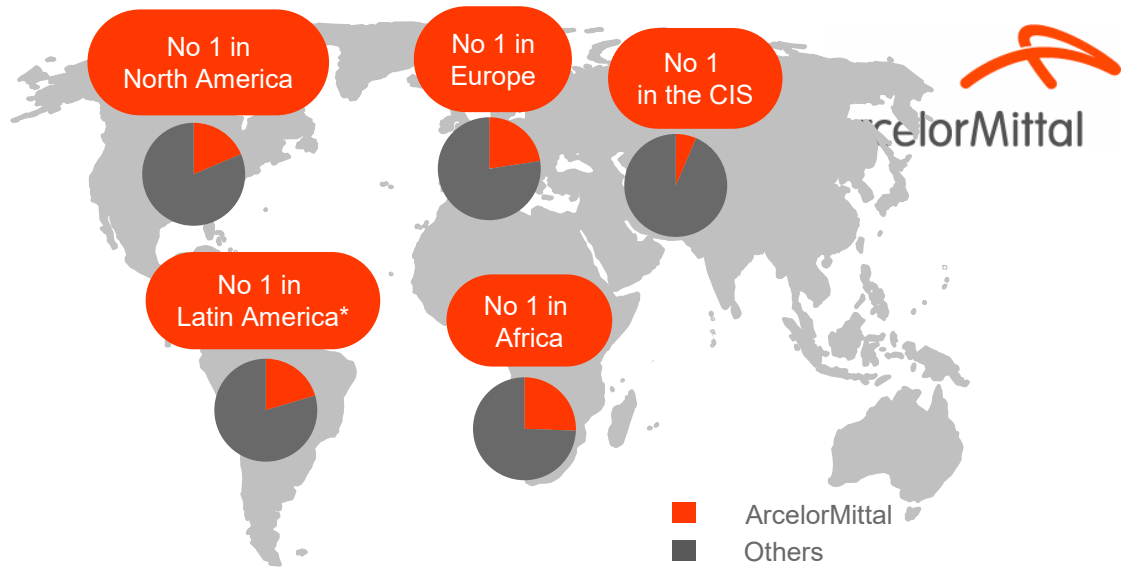 No 1 in
North America
No 1 in
Europe
No 1
in the CIS
celorMittal
No 1 in
Latin America*
No 1 in
Africa
ArcelorMittal
Others